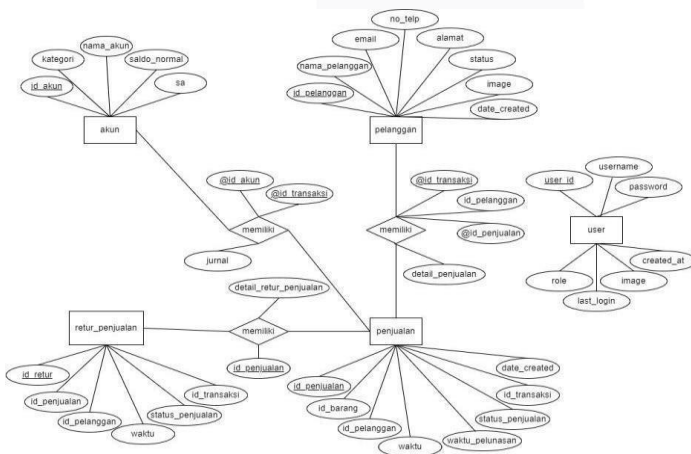 no_telp
email
alamat
nama_akun
kategori
saldo_normal
status
nama_pelanggan
sa
image
id_akun
id_pelanggan
date_created
akun
pelanggan
@id_akun
@id_transaksi
memiliki
jurnal
@id_transaksi
id_pelanggan
@id_penjualan
memiliki
detail_penjualan
username
user_id
password
user
created_at
role
image
last_login
detail_retur_penjualan
retur_penjualan
memiliki
penjualan
id_penjualan
id_retur
id_penjualan
id_pelanggan
waktu
status_penjualan
id_transaksi
id_penjualan
id_barang
id_pelanggan
waktu
waktu_pelunasan
status_penjualan
id_transaksi
date_created